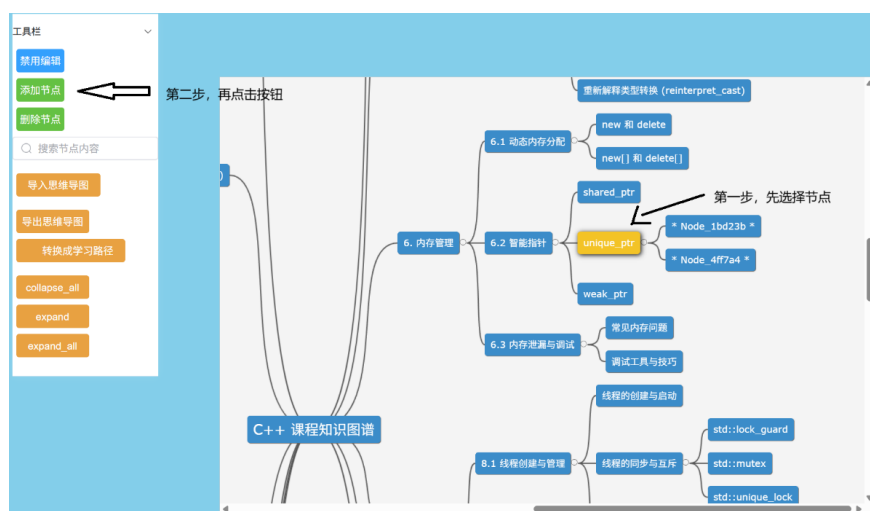 工具栏
禁用编辑
添加节点
第二步，再点击按钮
删除节点
搜索节点内容
导入思维导图
导出思维导图
转换成学习路径
collapse_all
expand
expand_all
重新解释类型转换 (reinterpret_cast)
6.1 动态内存分配
new 和 delete
new[] 和 delete[]
shared_ptr
第一步，先选择节点
6. 内存管理
6.2 智能指针
unique_ptr
* Node_1bd23b *
* Node_4ff7a4 *
weak_ptr
6.3 内存泄漏与调试
常见内存问题
调试工具与技巧
C++ 课程知识图谱
线程的创建与启动
8.1 线程创建与管理
线程的同步与互斥
std::lock_guard
std::mutex
std::unique_lock